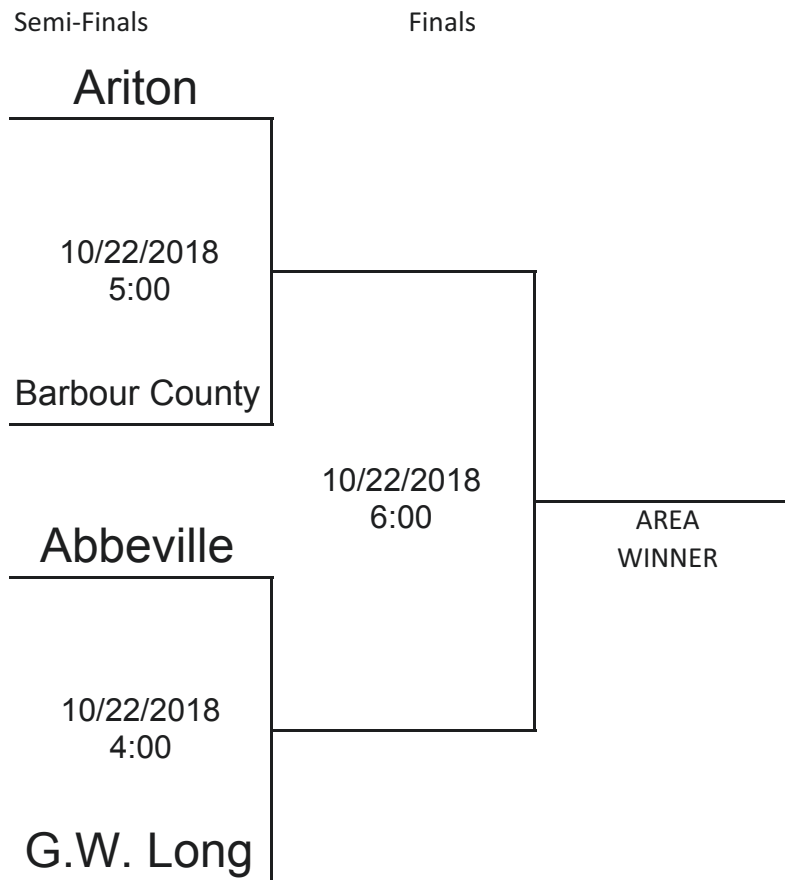 Semi-Finals
Finals
Ariton
10/22/2018
5:00
Barbour County
10/22/2018
6:00
AREA
WINNER
Abbeville
10/22/2018
4:00
G.W. Long